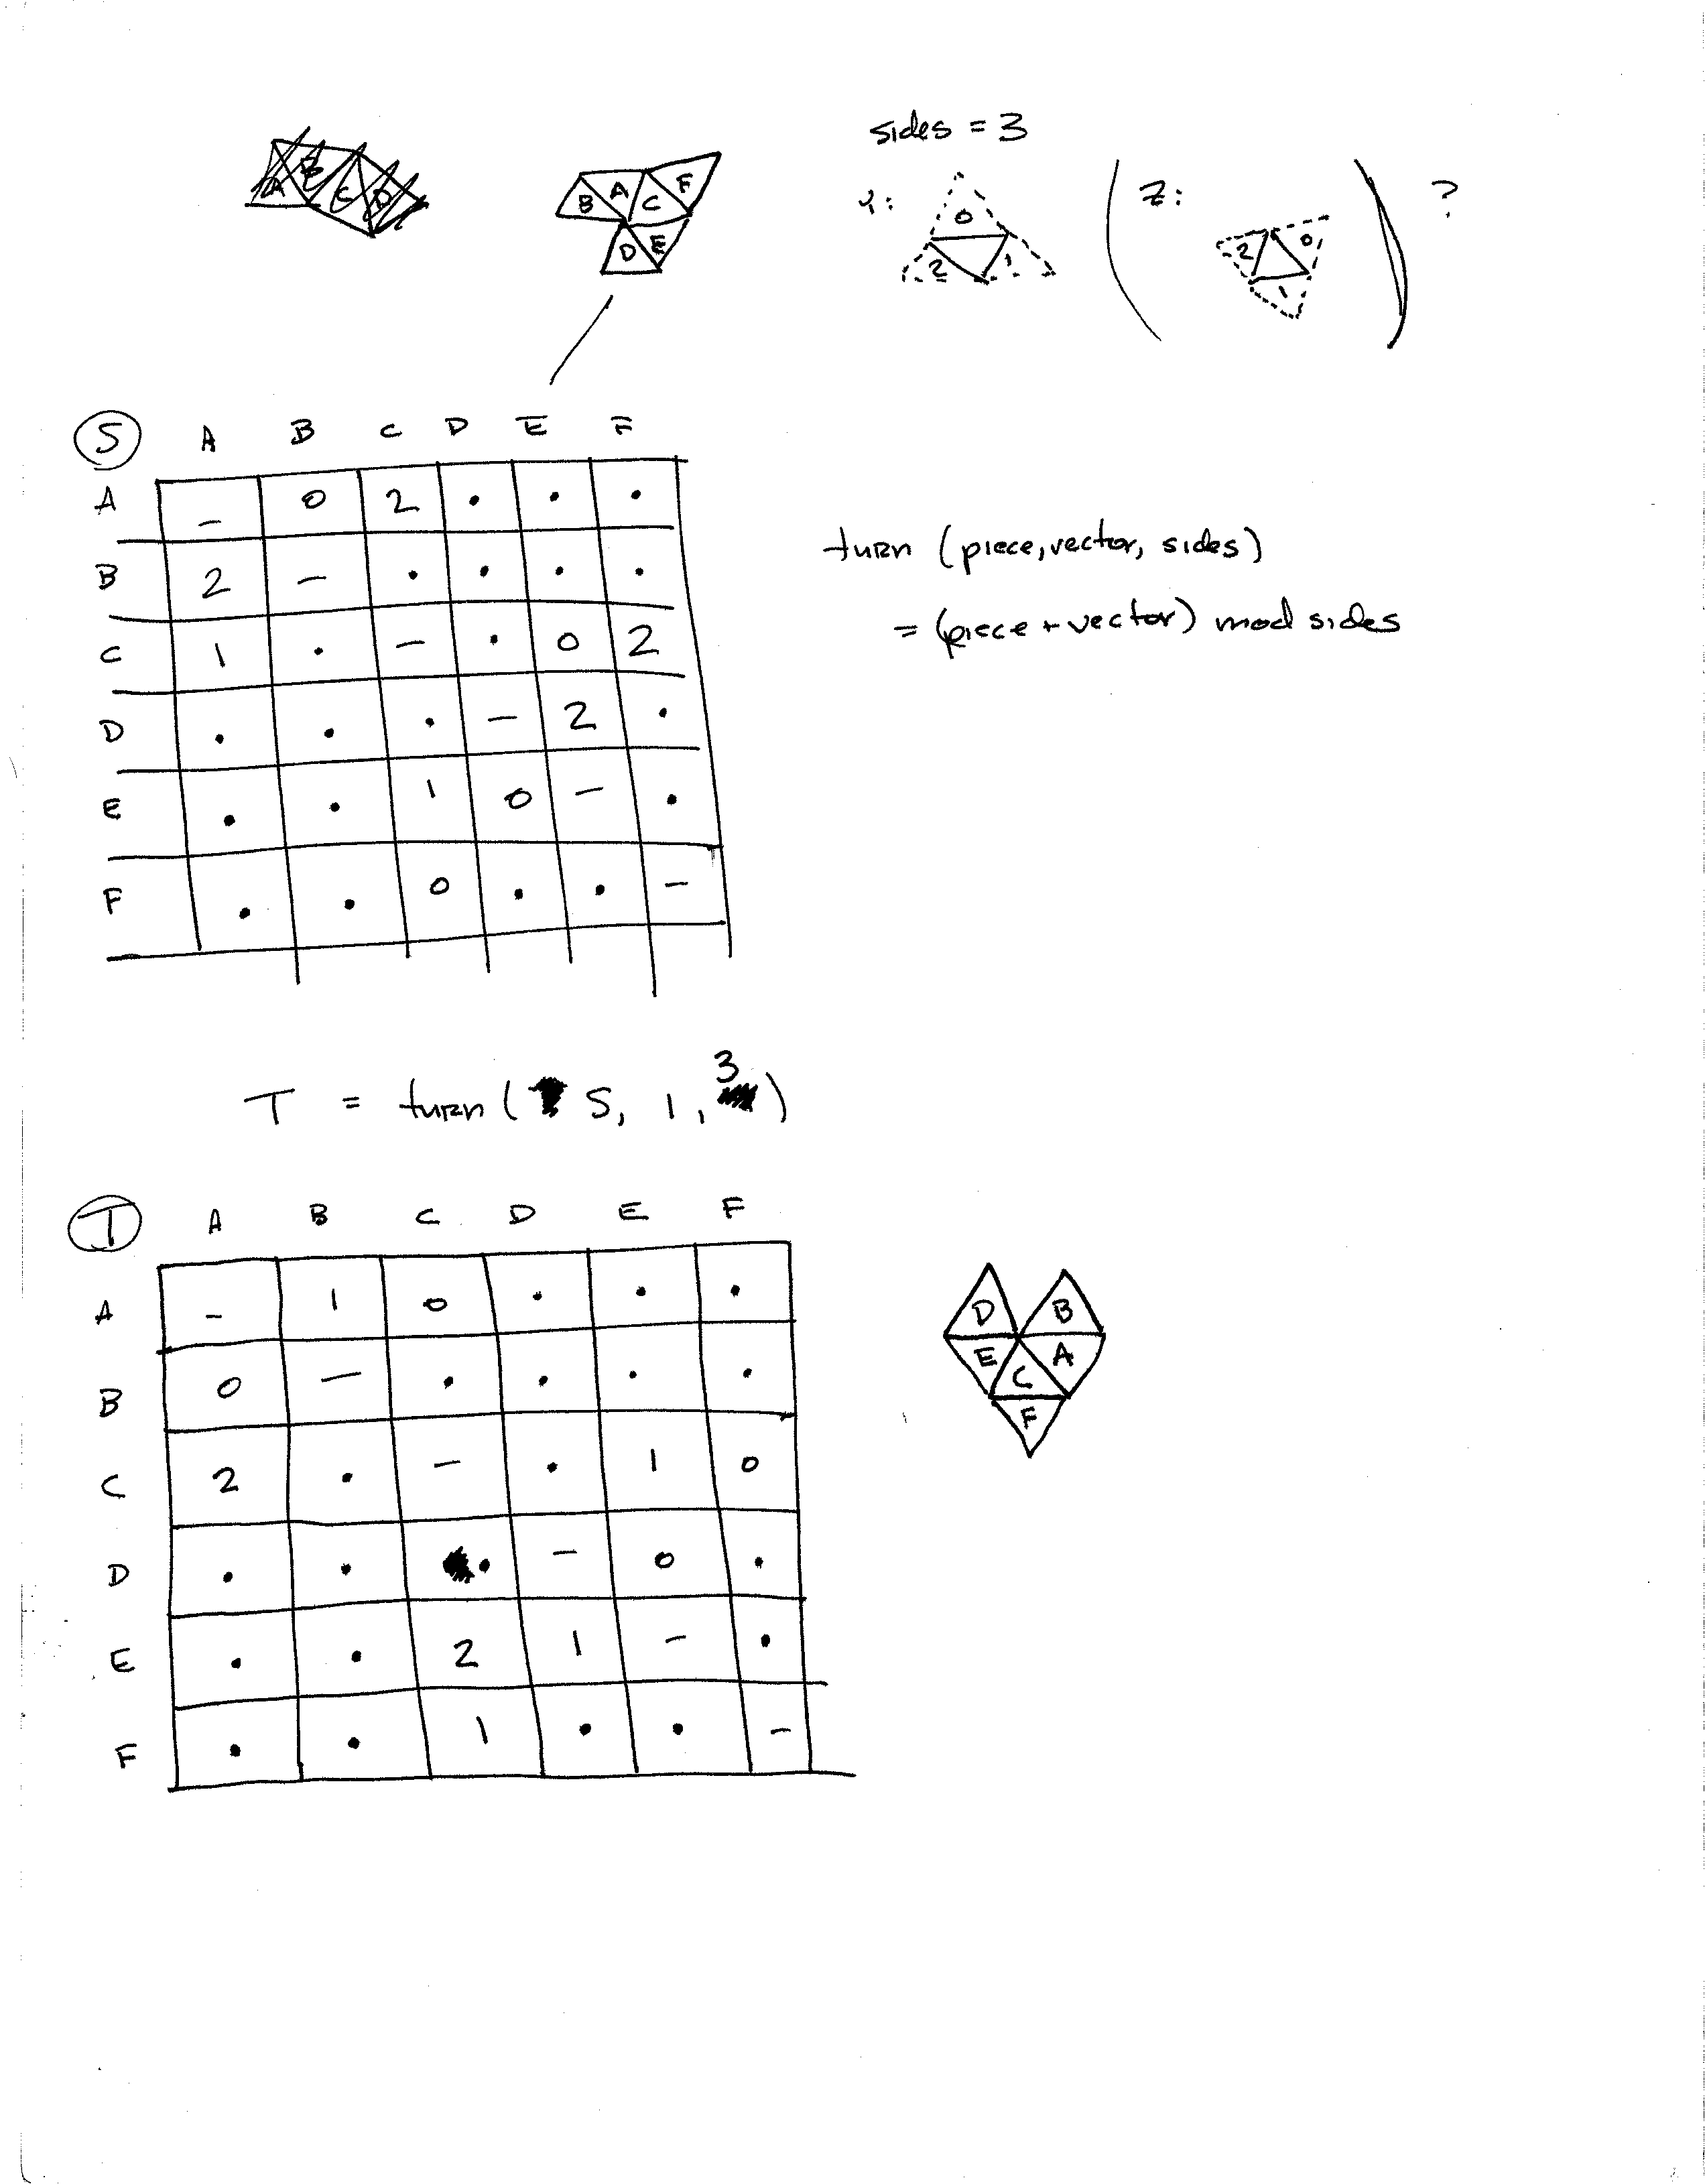 A B C D
B A C F
D E
sides = 3
Y: 0 2 1
( Z: 2 0 1 ) ?
S A B C D E F
A - 0 2 . . .
B 2 - . . . .
C 1 . - . 0 2
D . . . - 2 .
E . . 1 0 - .
F . . 0 . . -
turn (piece, vector, sides)
= (piece + vector) mod sides
T = turn ( S, 1, 3 )
T A B C D E F
A - 1 0 . . .
B 0 - . . . .
C 2 . - . 1 0
D . . . - 0 .
E . . 2 1 - .
F . . 1 . . -
D B
E C A
F